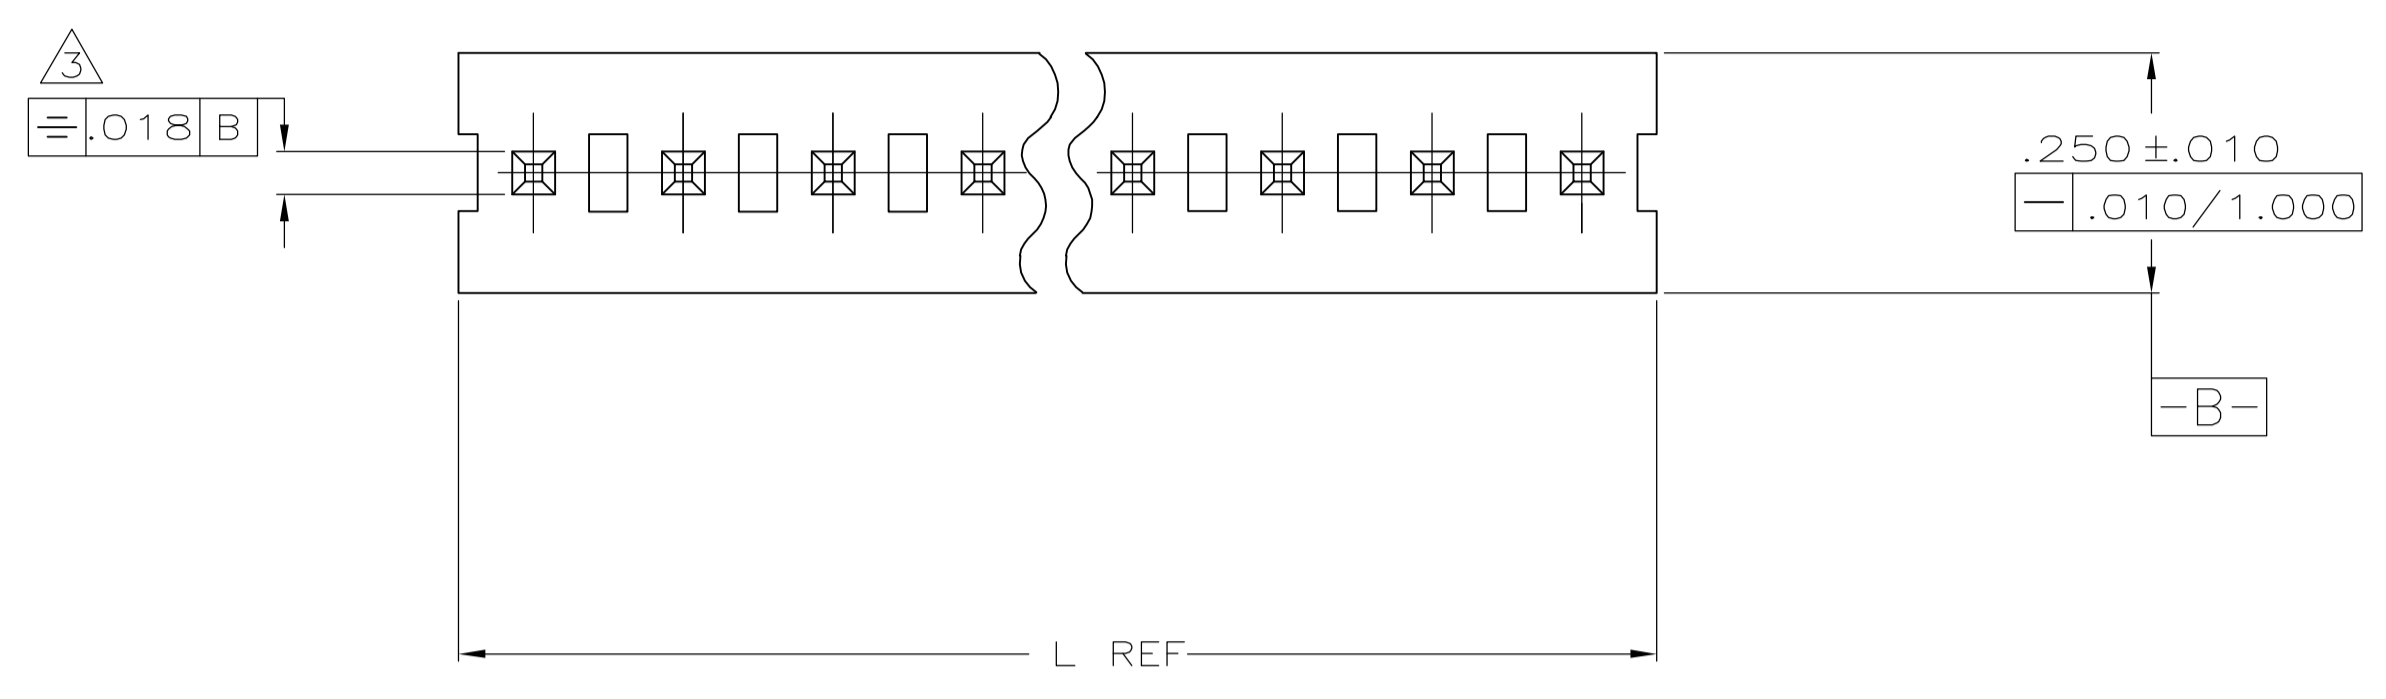 3
⌯ .018 B
.250±.010
⏤ .010/1.000
-B-
L REF